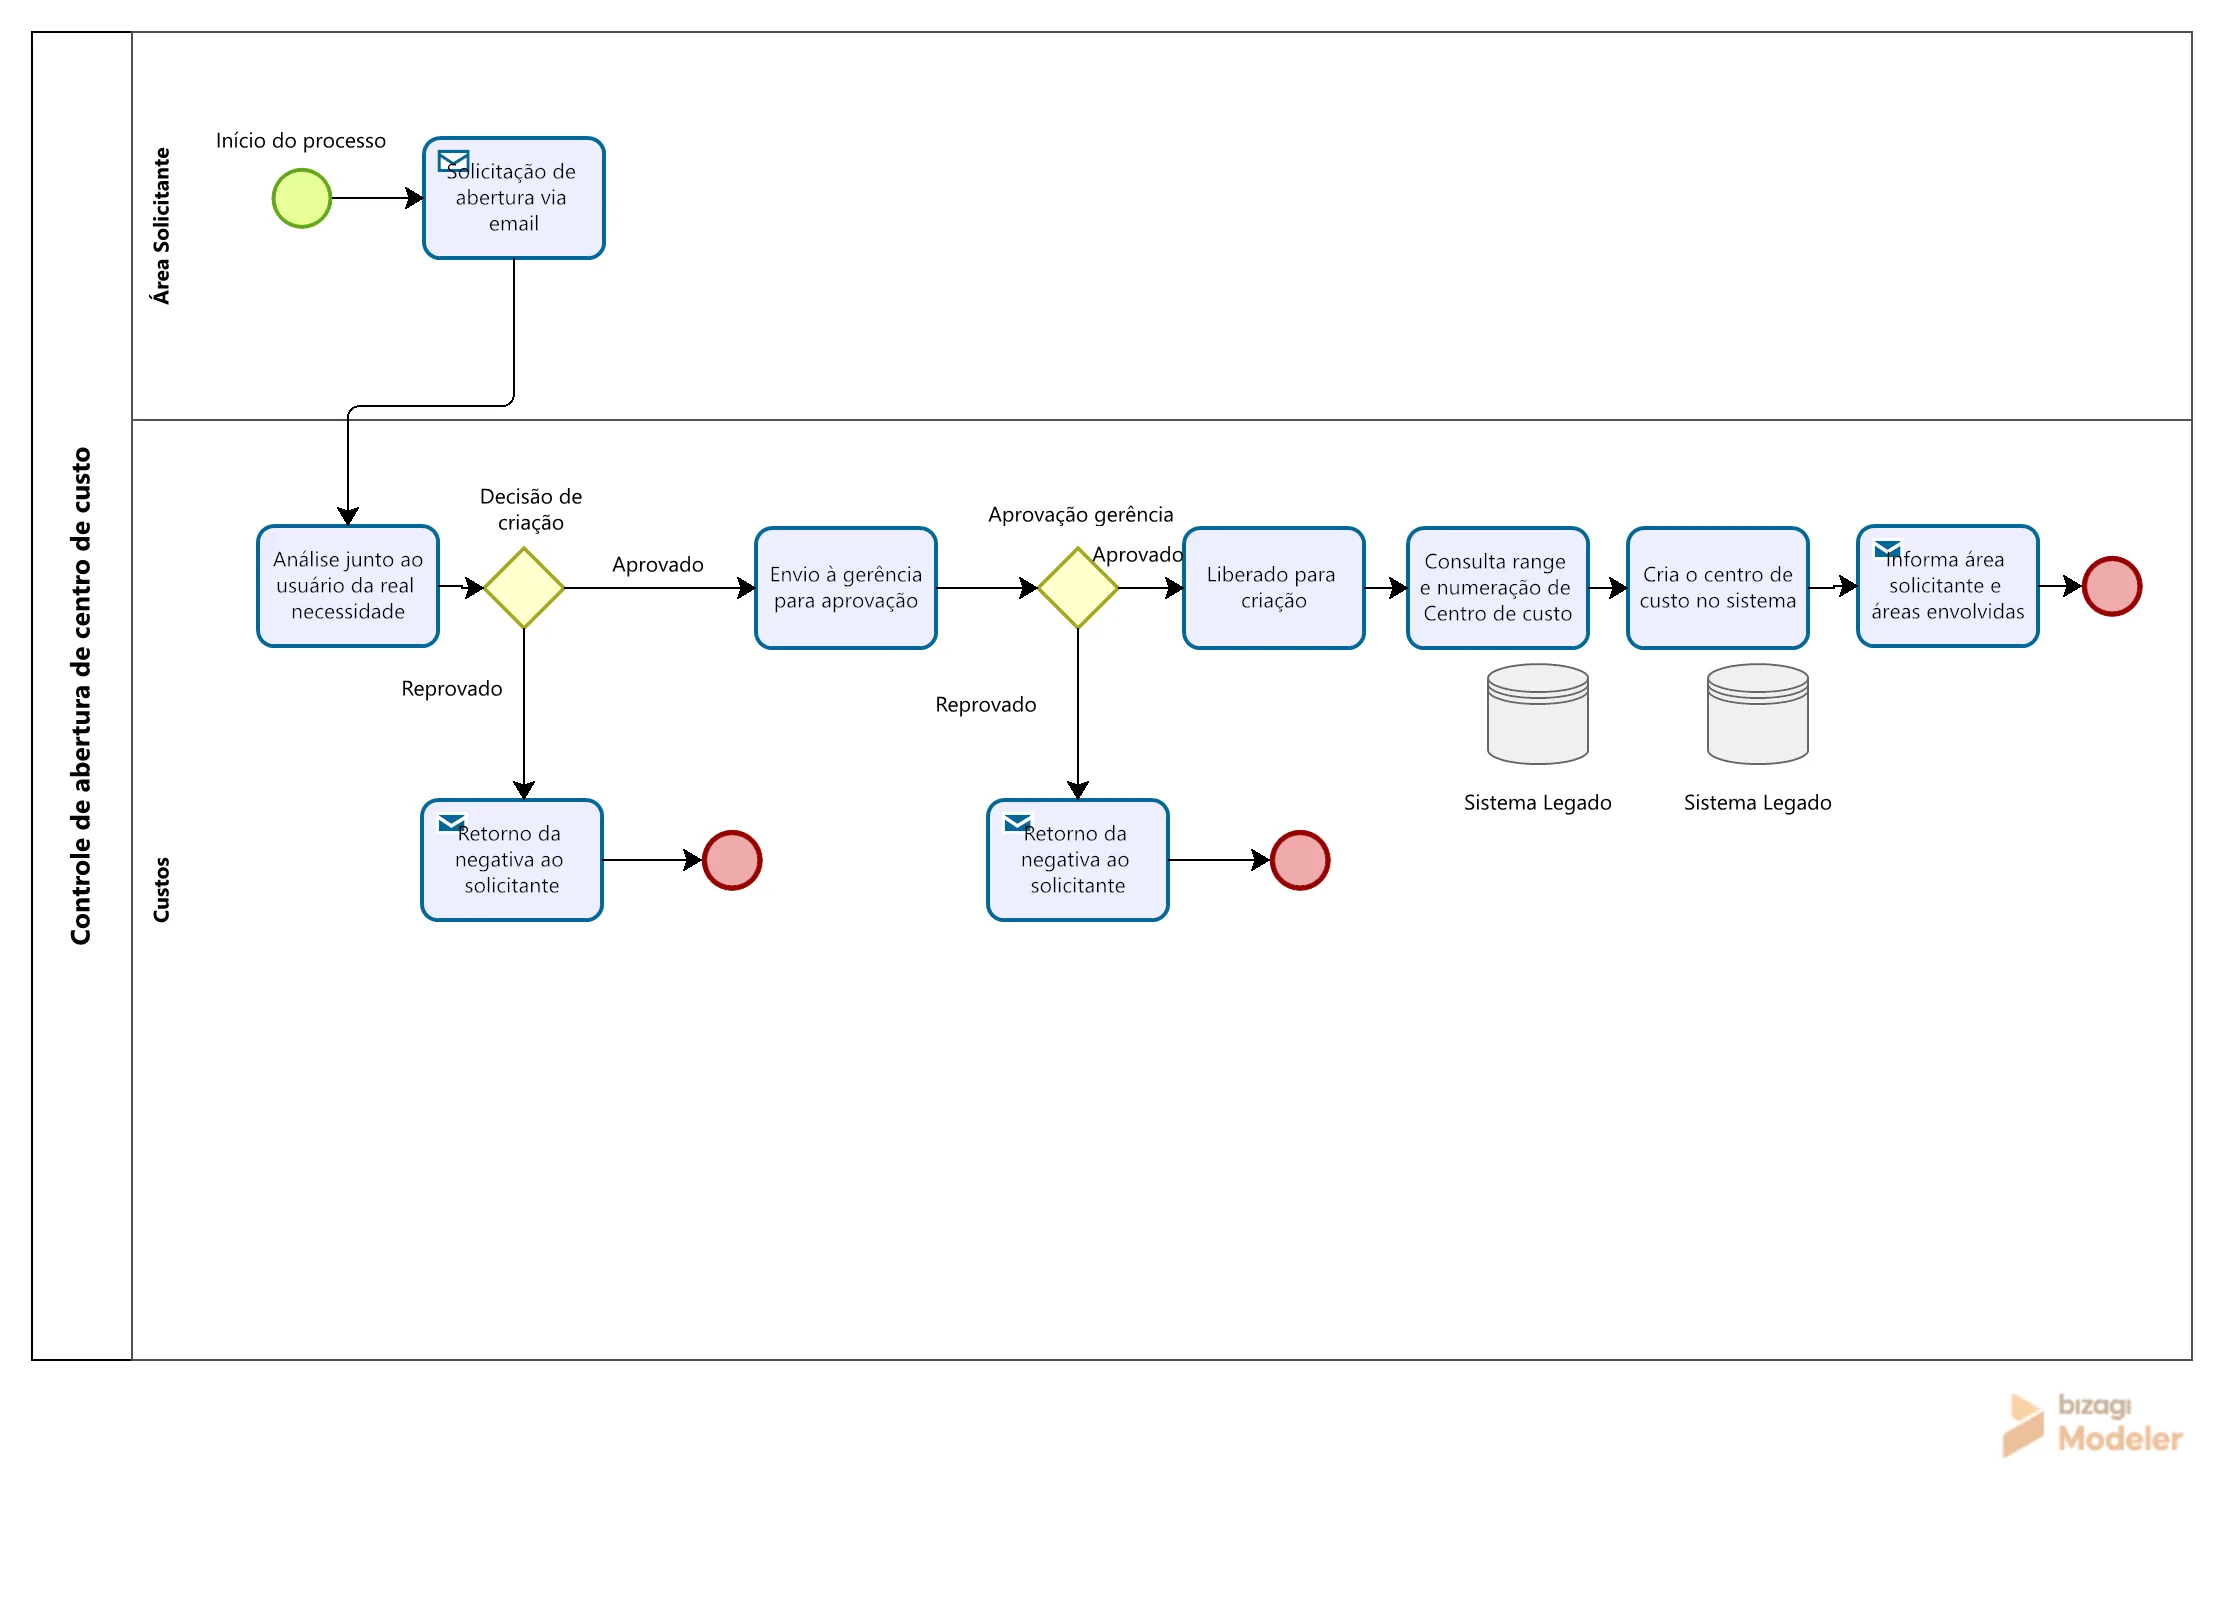 Controle de abertura de centro de custo
Área Solicitante
Início do processo
Solicitação de
abertura via
email
Custos
Análise junto ao
usuário da real
necessidade
Decisão de
criação
Aprovado
Reprovado
Retorno da
negativa ao
solicitante
Envio à gerência
para aprovação
Aprovação gerência
Aprovado
Reprovado
Retorno da
negativa ao
solicitante
Liberado para
criação
Consulta range
e numeração de
Centro de custo
Sistema Legado
Cria o centro de
custo no sistema
Sistema Legado
Informa área
solicitante e
áreas envolvidas
bizagi
Modeler